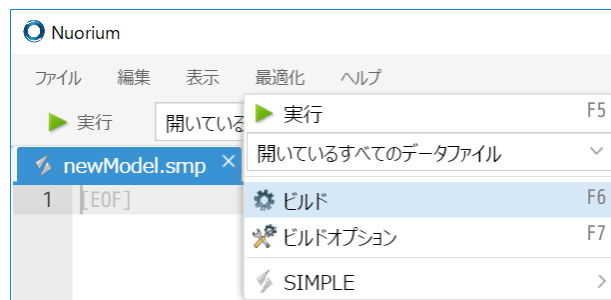 Nuorium
ファイル 編集 表示 最適化 ヘルプ
実行 開いている
実行 F5
開いているすべてのデータファイル
newModel.smp ×
1 [EOF]
ビルド F6
ビルドオプション F7
SIMPLE